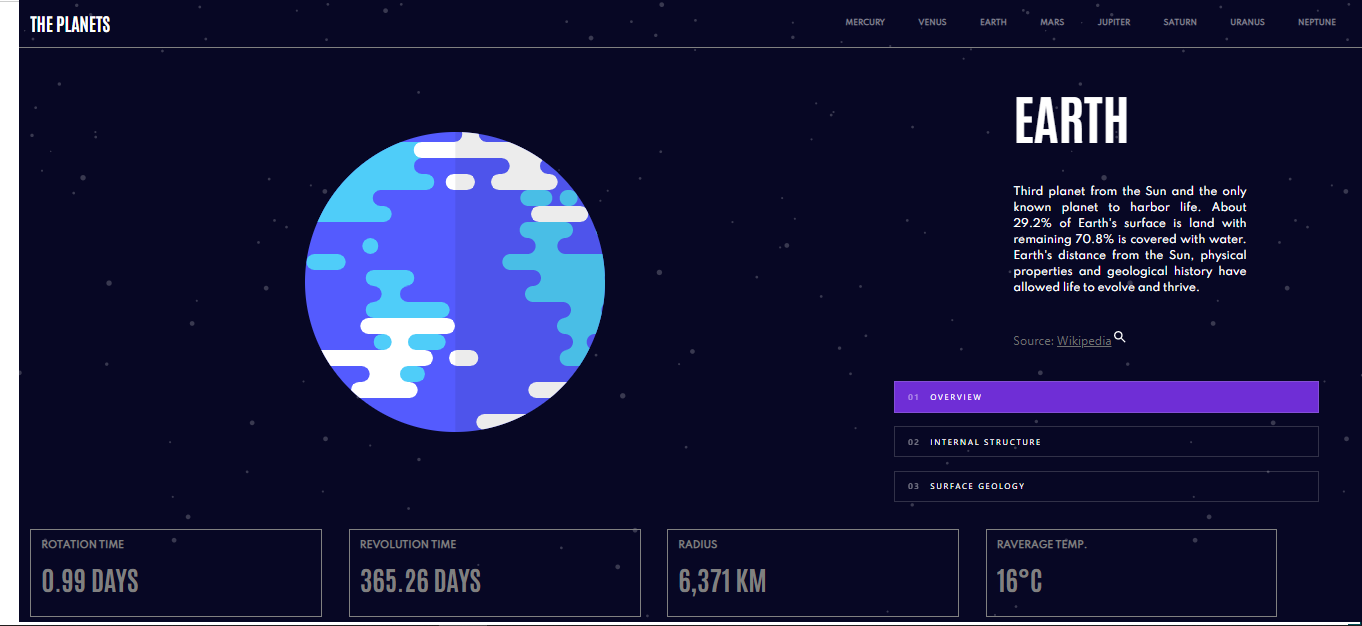 THE PLANETS
MERCURY VENUS EARTH MARS JUPITER SATURN URANUS NEPTUNE
EARTH
Third planet from the Sun and the only
known planet to harbor life. About
29.2% of Earth's surface is land with
remaining 70.8% is covered with water.
Earth's distance from the Sun, physical
properties and geological history have
allowed life to evolve and thrive.
Source: Wikipedia
01 OVERVIEW
02 INTERNAL STRUCTURE
03 SURFACE GEOLOGY
ROTATION TIME
0.99 DAYS
REVOLUTION TIME
365.26 DAYS
RADIUS
6,371 KM
RAVERAGE TEMP.
16°C